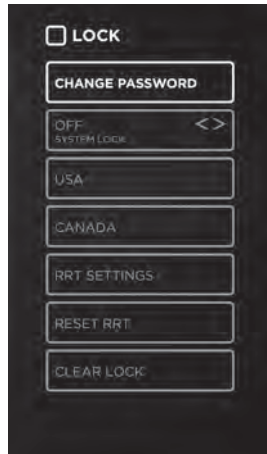 LOCK
CHANGE PASSWORD
OFF
SYSTEM LOCK
USA
CANADA
RRT SETTINGS
RESET RRT
CLEAR LOCK